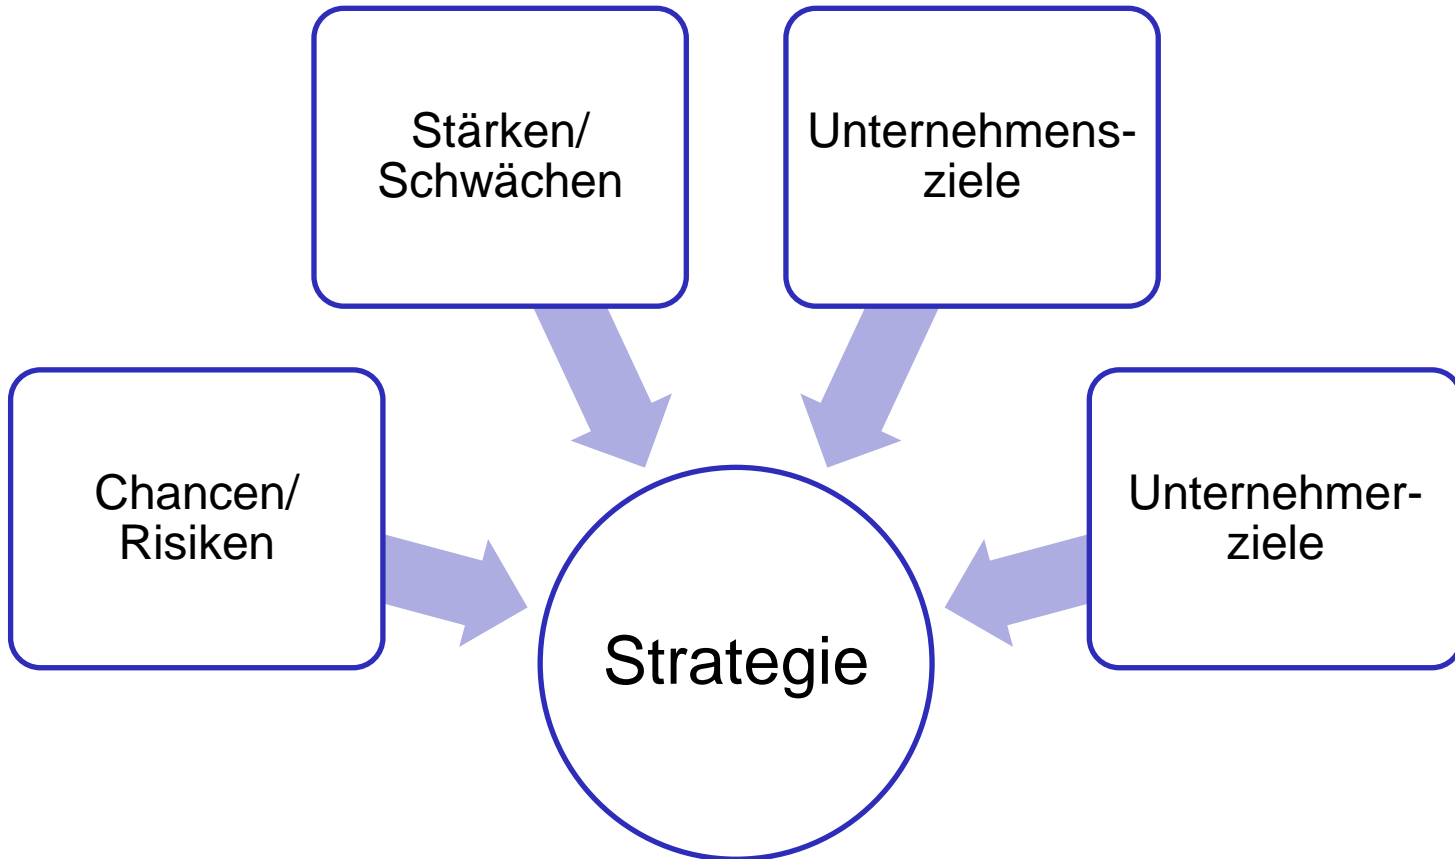 Stärken/
Schwächen
Unternehmens-
ziele
Chancen/
Risiken
Unternehmer-
ziele
Strategie